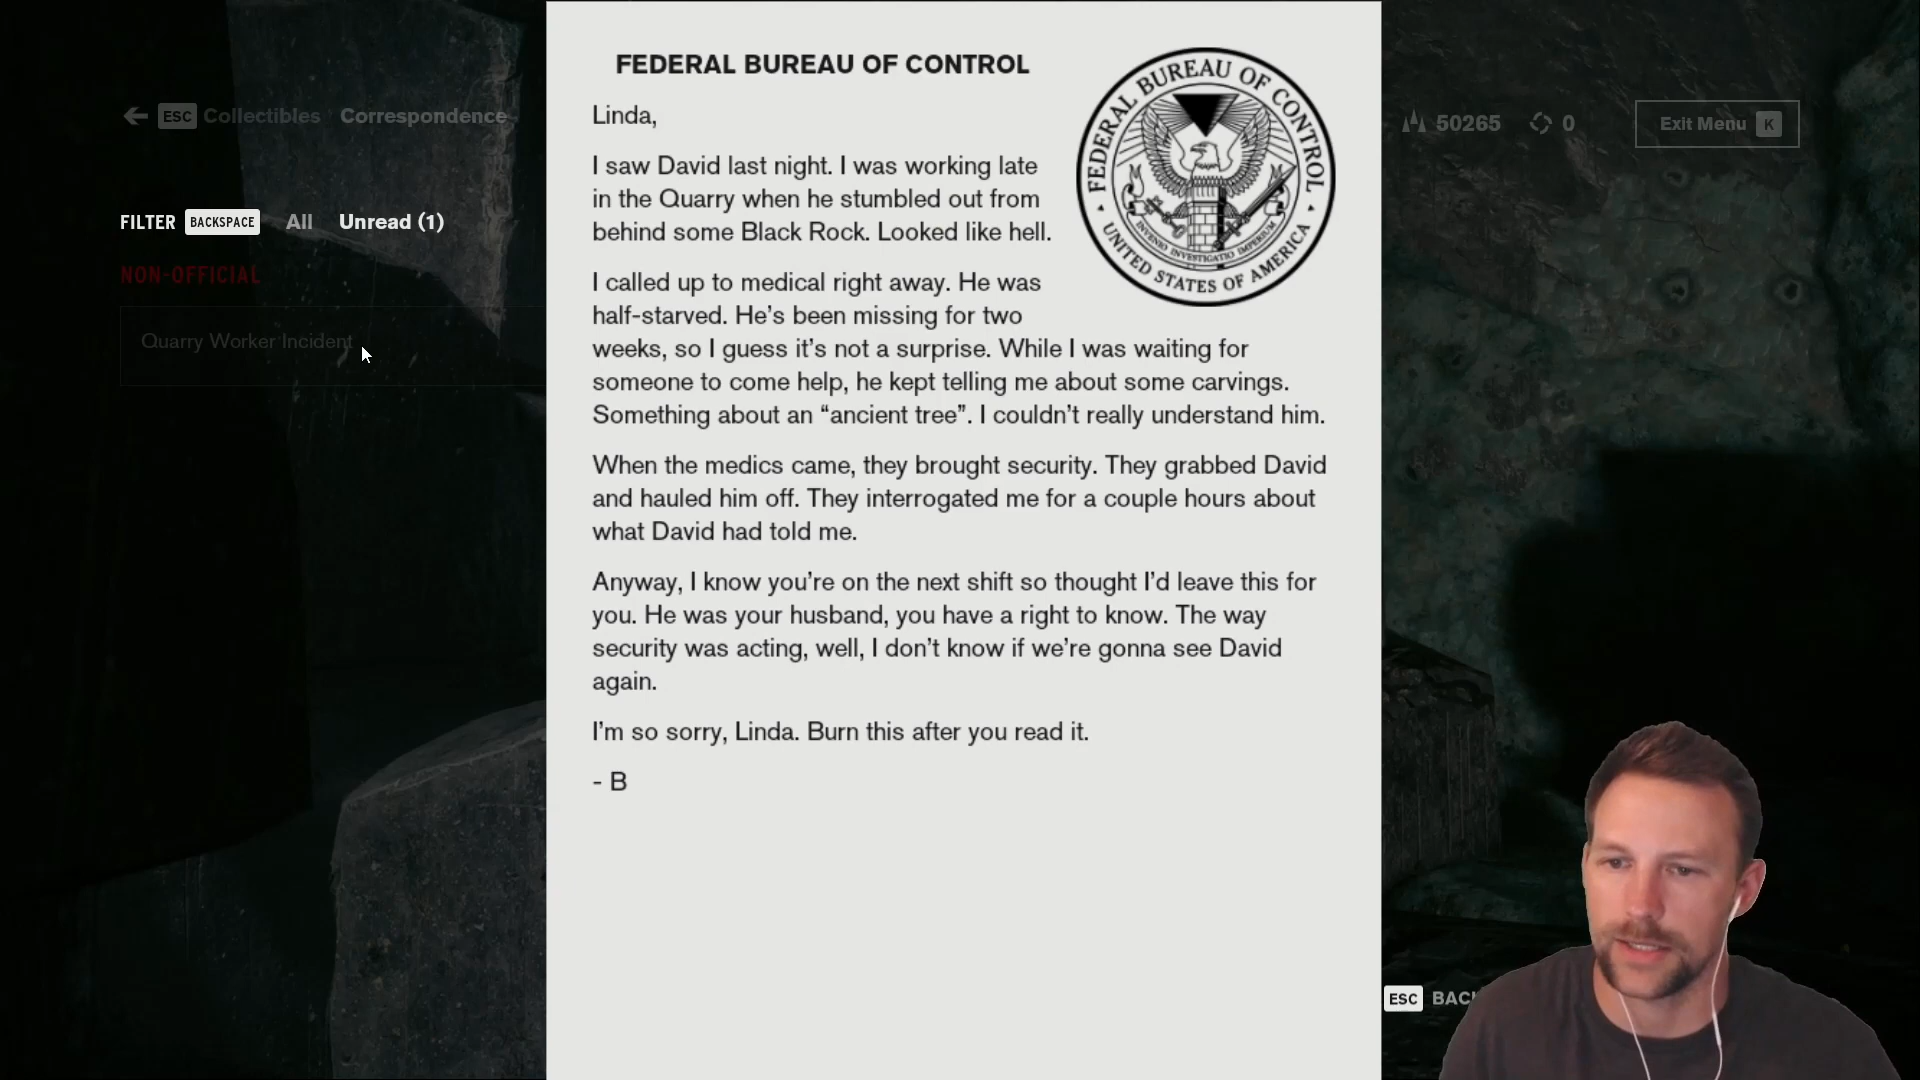 FEDERAL BUREAU OF CONTROL
FEDERAL BUREAU OF CONTROL
UNITED STATES OF AMERICA
INVENIO INVESTIGATIO IMPERIUM
ESC Collectibles Correspondence
50265 0
Exit Menu K
FILTER BACKSPACE All Unread (1)
NON-OFFICIAL
Quarry Worker Incident
Linda,
I saw David last night. I was working late
in the Quarry when he stumbled out from
behind some Black Rock. Looked like hell.
I called up to medical right away. He was
half-starved. He’s been missing for two
weeks, so I guess it’s not a surprise. While I was waiting for
someone to come help, he kept telling me about some carvings.
Something about an “ancient tree”. I couldn’t really understand him.
When the medics came, they brought security. They grabbed David
and hauled him off. They interrogated me for a couple hours about
what David had told me.
Anyway, I know you’re on the next shift so thought I’d leave this for
you. He was your husband, you have a right to know. The way
security was acting, well, I don’t know if we’re gonna see David
again.
I’m so sorry, Linda. Burn this after you read it.
- B
ESC